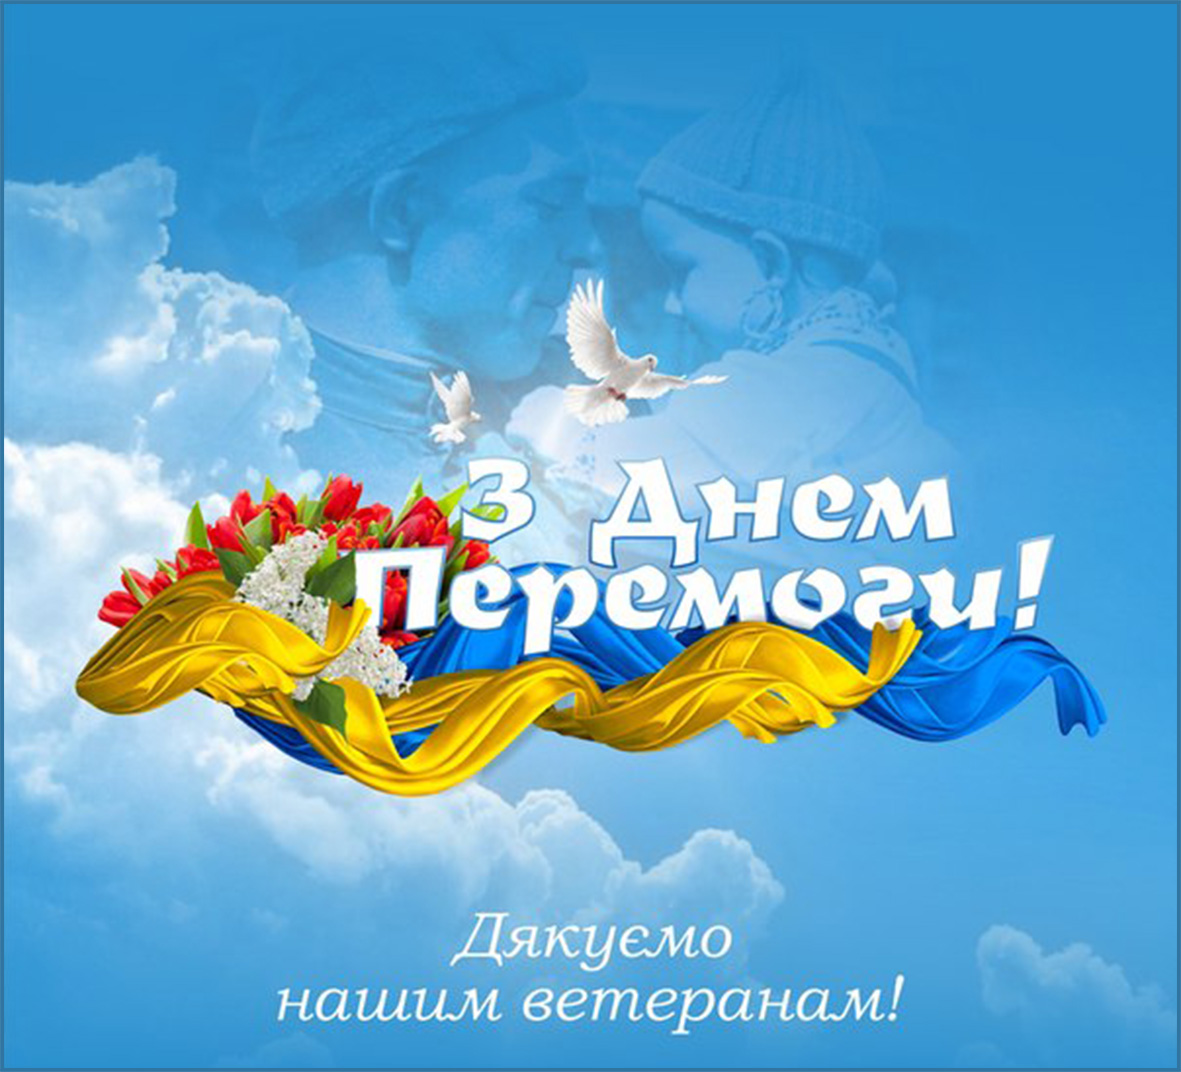 З Днем
Перемоги!
Дякуємо
нашим ветеранам!